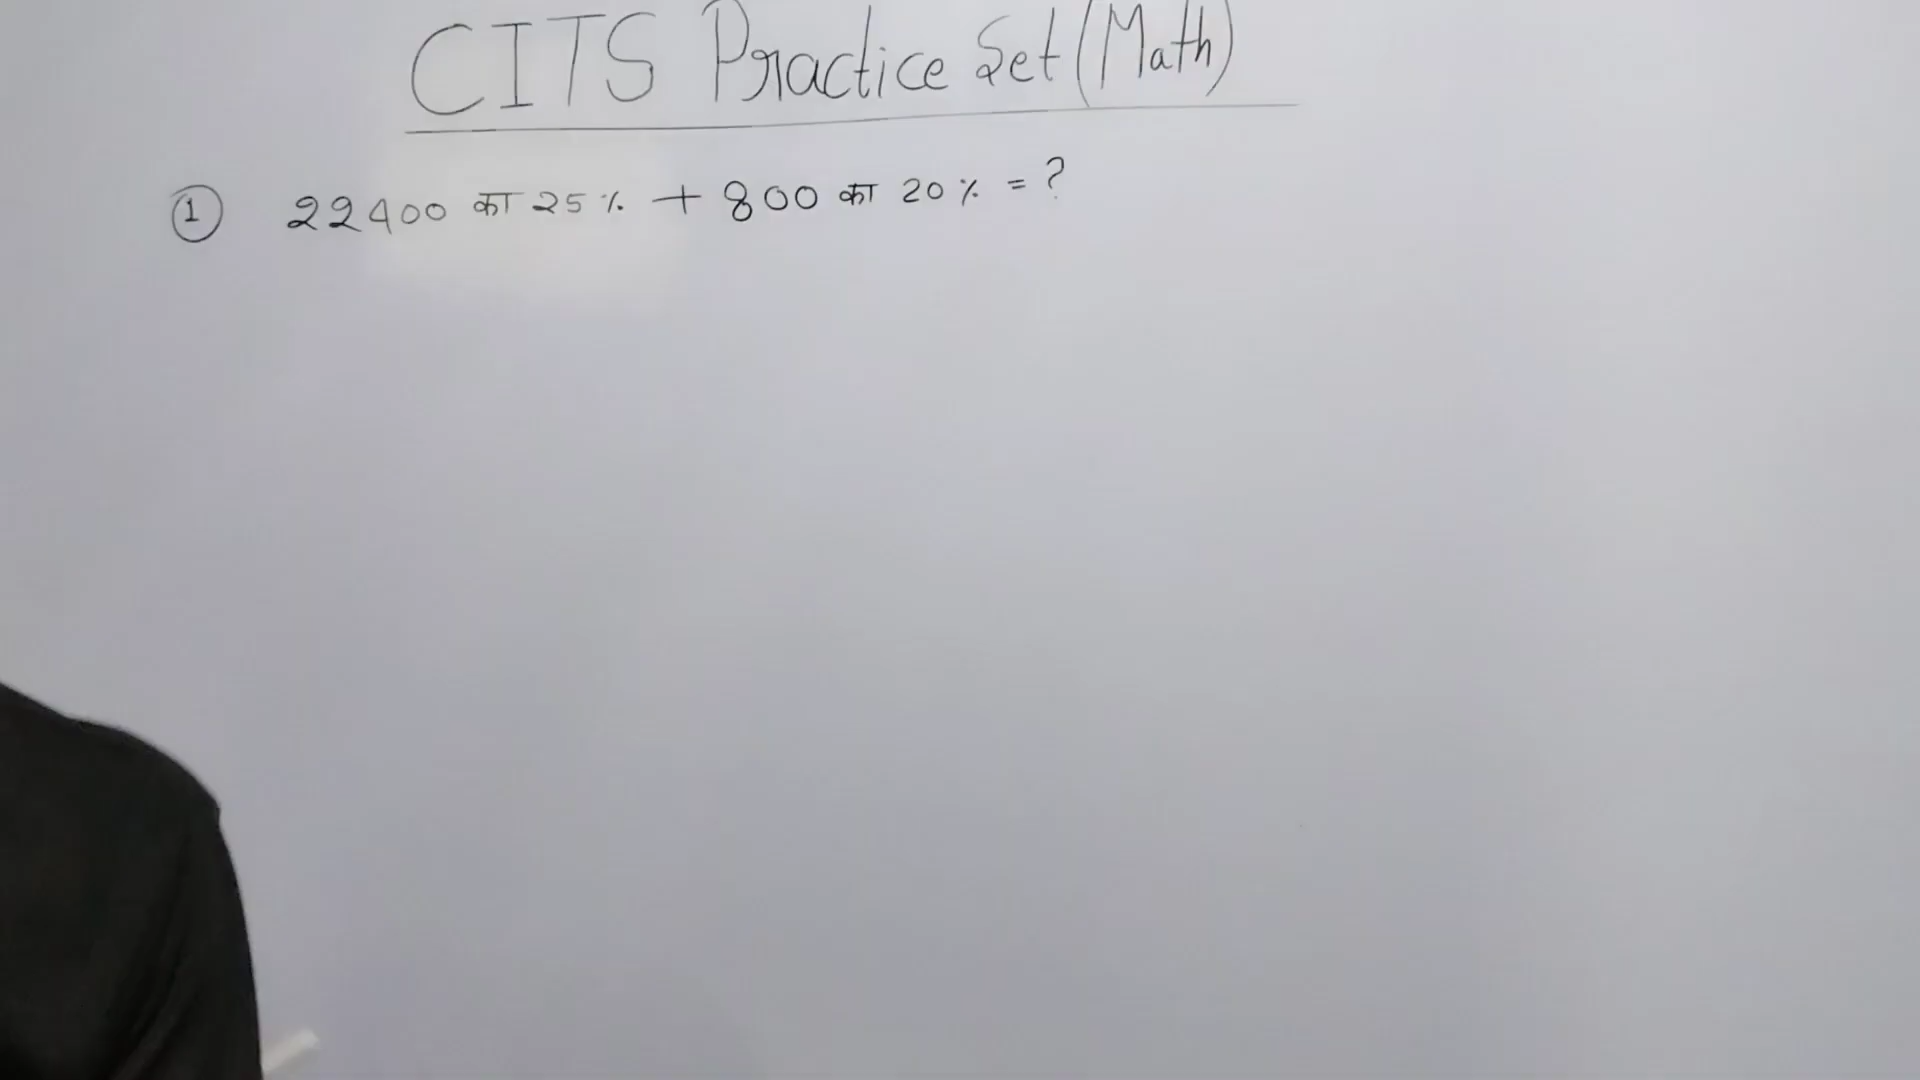 CITS Practice Set (Math)
① 22400 का 25 % + 800 का 20 % = ?